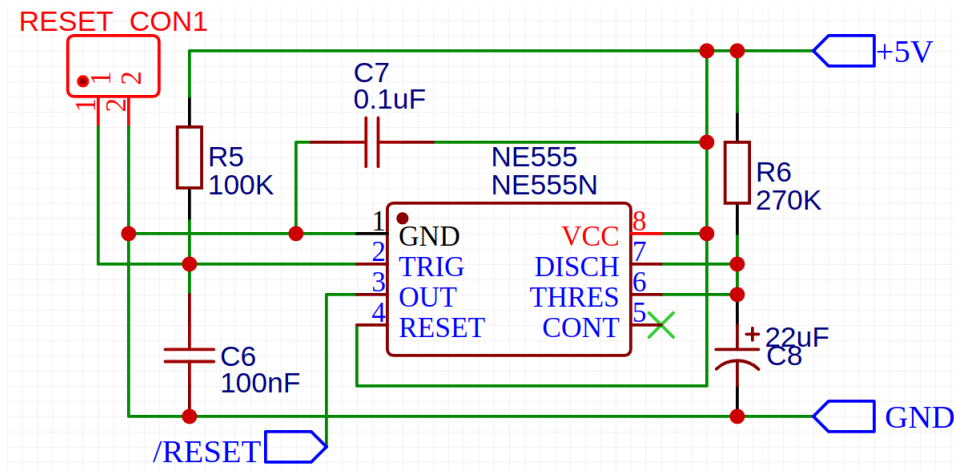 RESET_CON1
1 2
1 2
+5V
C7
0.1uF
R5
100K
NE555
NE555N
R6
270K
1 GND VCC 8
2 TRIG DISCH 7
3 OUT THRES 6
4 RESET CONT 5
+
22uF
C8
C6
100nF
GND
/RESET